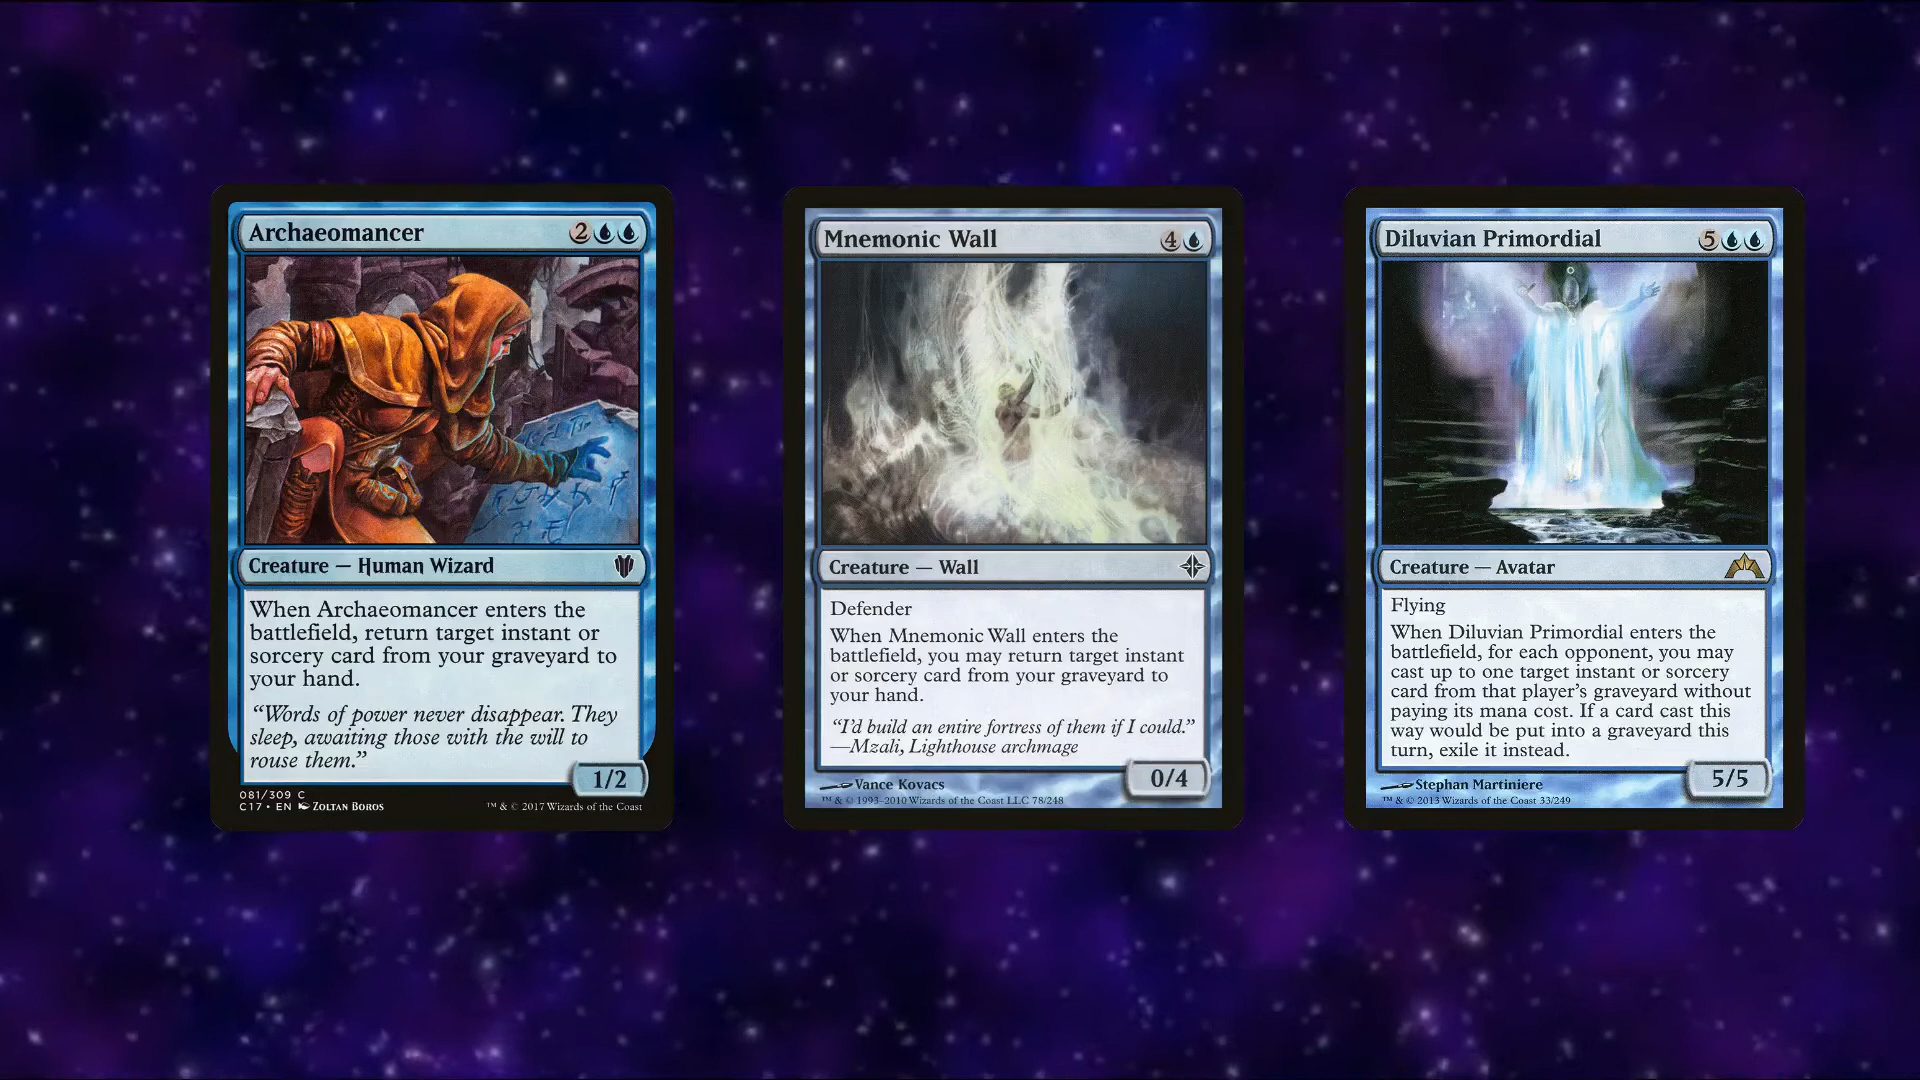 Archaeomancer 2
Creature — Human Wizard
When Archaeomancer enters the
battlefield, return target instant or
sorcery card from your graveyard to
your hand.
“Words of power never disappear. They
sleep, awaiting those with the will to
rouse them.”
1/2
081/309 C
C17 • EN Zoltan Boros
™ & © 2017 Wizards of the Coast
Mnemonic Wall 4
Creature — Wall
Defender
When Mnemonic Wall enters the
battlefield, you may return target instant
or sorcery card from your graveyard to
your hand.
“I’d build an entire fortress of them if I could.”
—Mzali, Lighthouse archmage
0/4
Vance Kovacs
™ & © 1993–2010 Wizards of the Coast LLC 78/248
Diluvian Primordial 5
Creature — Avatar
Flying
When Diluvian Primordial enters the
battlefield, for each opponent, you may
cast up to one target instant or sorcery
card from that player’s graveyard without
paying its mana cost. If a card cast this
way would be put into a graveyard this
turn, exile it instead.
5/5
Stephan Martiniere
™ & © 2013 Wizards of the Coast 33/249